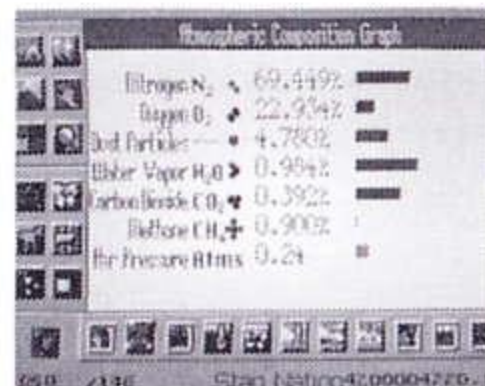 Atmospheric Composition Graph
Nitrogen N₂ 69.449%
Oxygen O₂ 22.934%
Dust Particles 4.780%
Water Vapor H₂O 0.984%
Carbon Dioxide CO₂ 0.392%
Methane CH₄ 0.900%
Air Pressure Atms 0.24